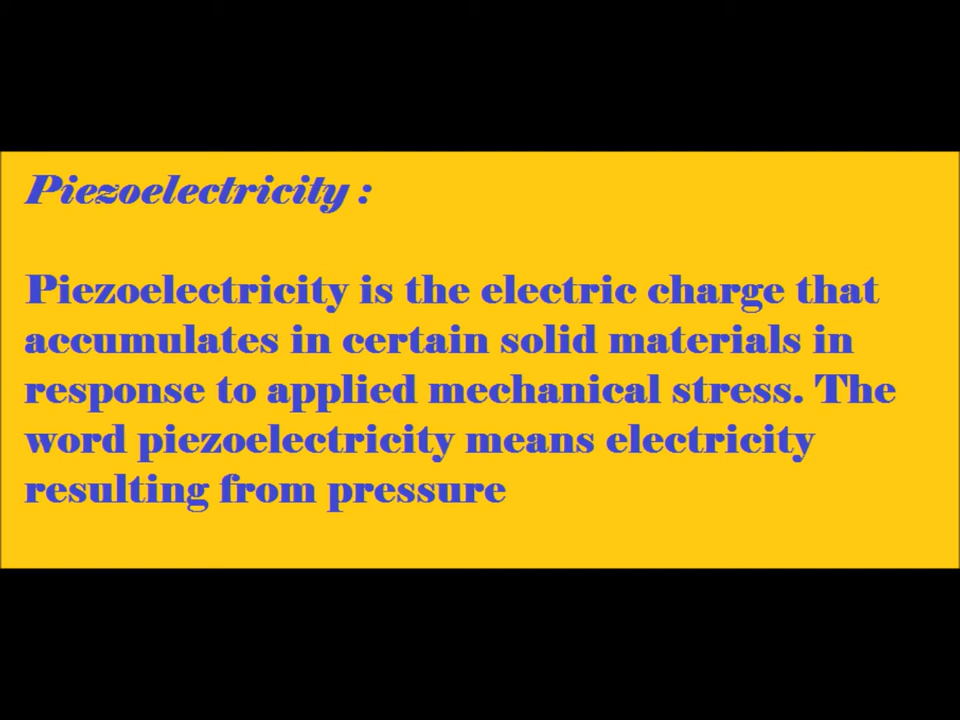 Piezoelectricity :
Piezoelectricity is the electric charge that
accumulates in certain solid materials in
response to applied mechanical stress. The
word piezoelectricity means electricity
resulting from pressure